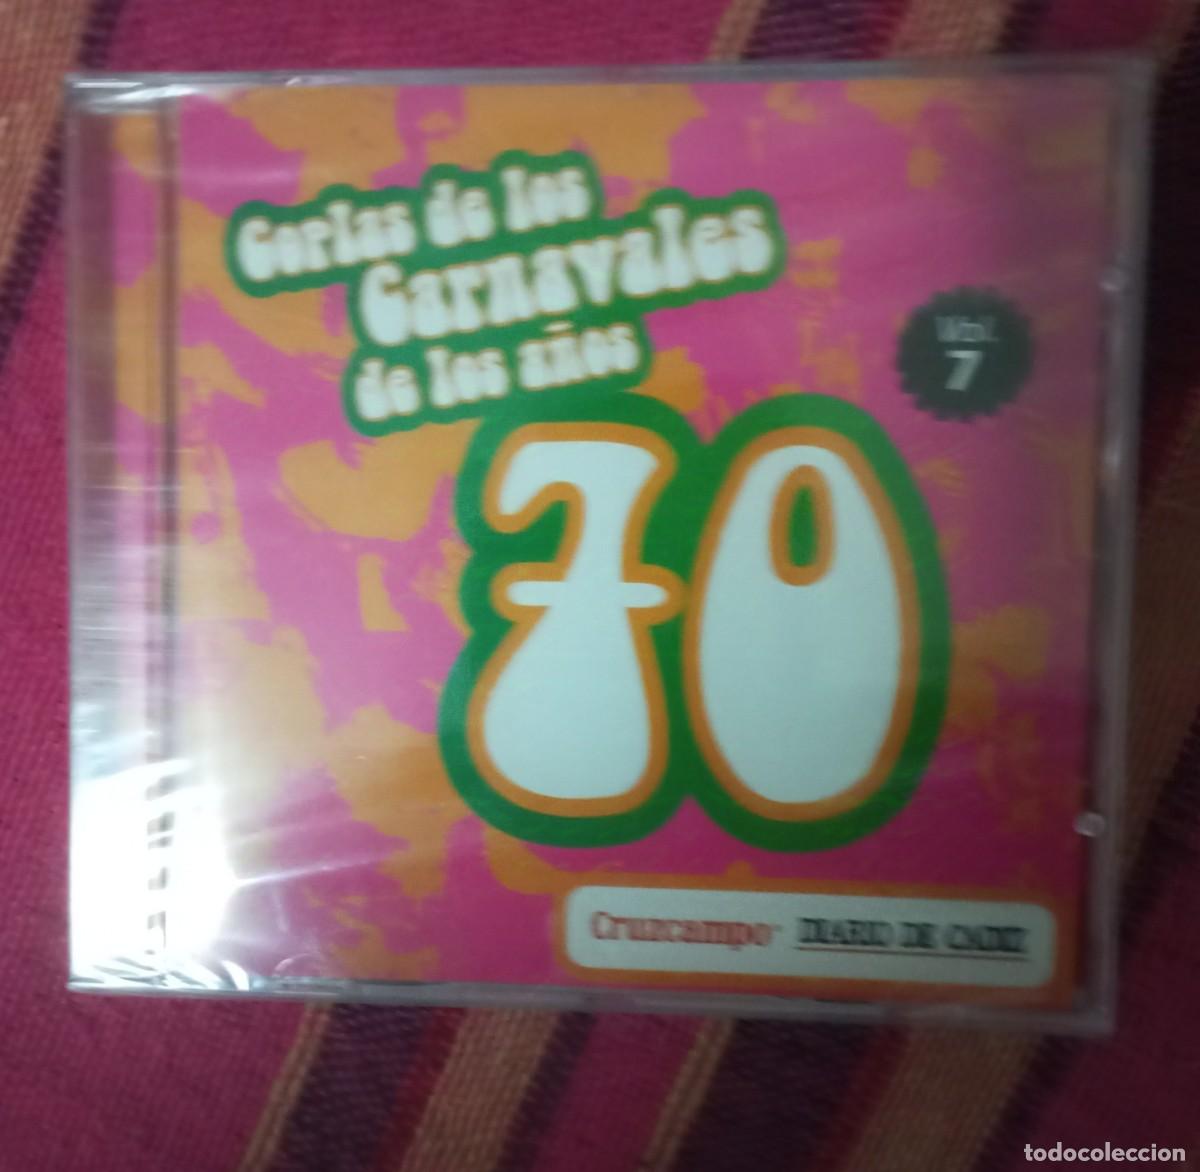 Coplas de los
Carnavales
de los años
70
Vol.
7
Cruzcampo DIARIO DE CADIZ
todocoleccion